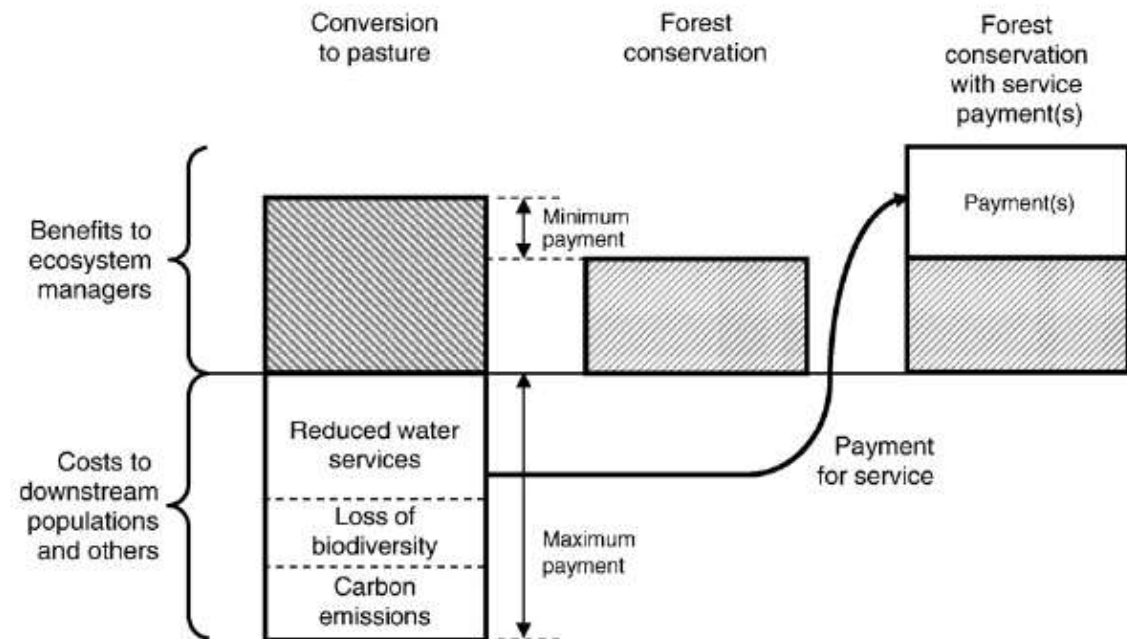 Conversion
to pasture
Forest
conservation
Forest
conservation
with service
payment(s)
Benefits to
ecosystem
managers
Minimum
payment
Payment(s)
Costs to
downstream
populations
and others
Reduced water
services
Loss of
biodiversity
Carbon
emissions
Maximum
payment
Payment
for service